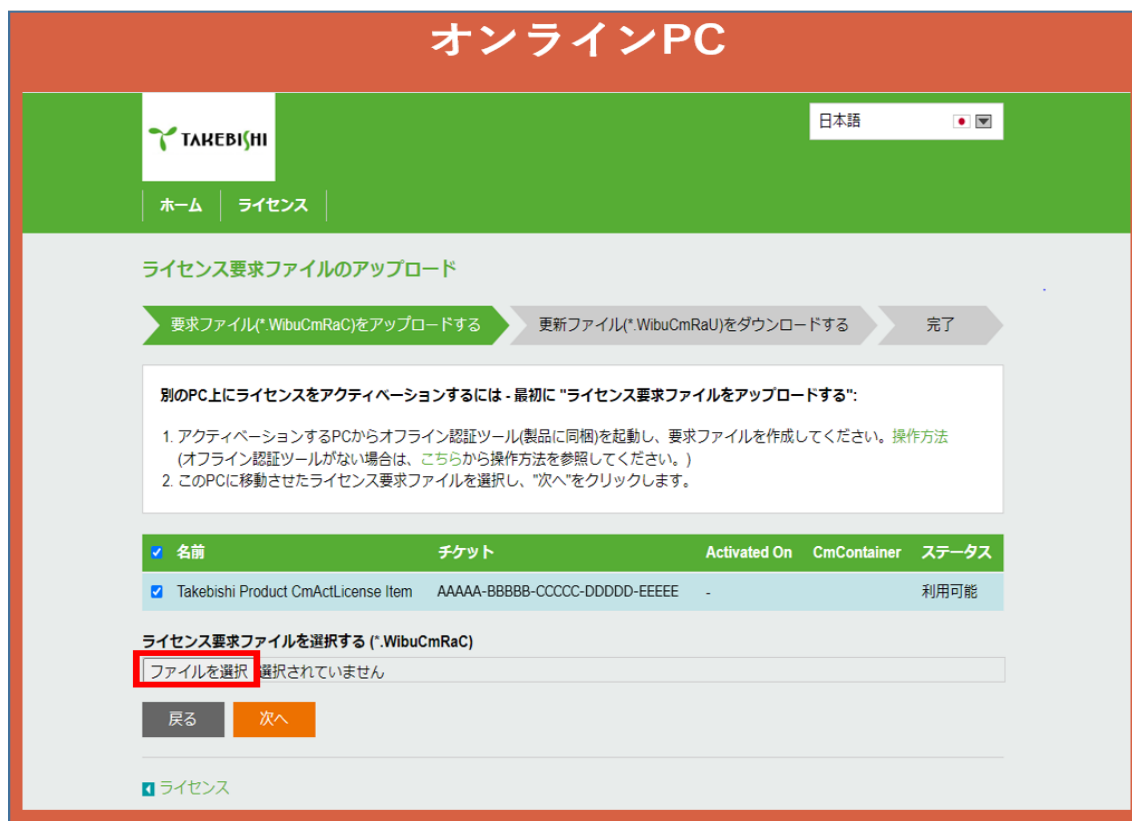 オンラインPC
TAKEBISHI
日本語
ホーム ライセンス
ライセンス要求ファイルのアップロード
要求ファイル(*.WibuCmRaC)をアップロードする 更新ファイル(*.WibuCmRaU)をダウンロードする 完了
別のPC上にライセンスをアクティベーションするには - 最初に "ライセンス要求ファイルをアップロードする":
1. アクティベーションするPCからオフライン認証ツール(製品に同梱)を起動し、要求ファイルを作成してください。操作方法
(オフライン認証ツールがない場合は、こちらから操作方法を参照してください。)
2. このPCに移動させたライセンス要求ファイルを選択し、"次へ"をクリックします。
名前 チケット Activated On CmContainer ステータス
Takebishi Product CmActLicense Item AAAAA-BBBBB-CCCCC-DDDDD-EEEEE - 利用可能
ライセンス要求ファイルを選択する (*.WibuCmRaC)
ファイルを選択 選択されていません
戻る 次へ
ライセンス